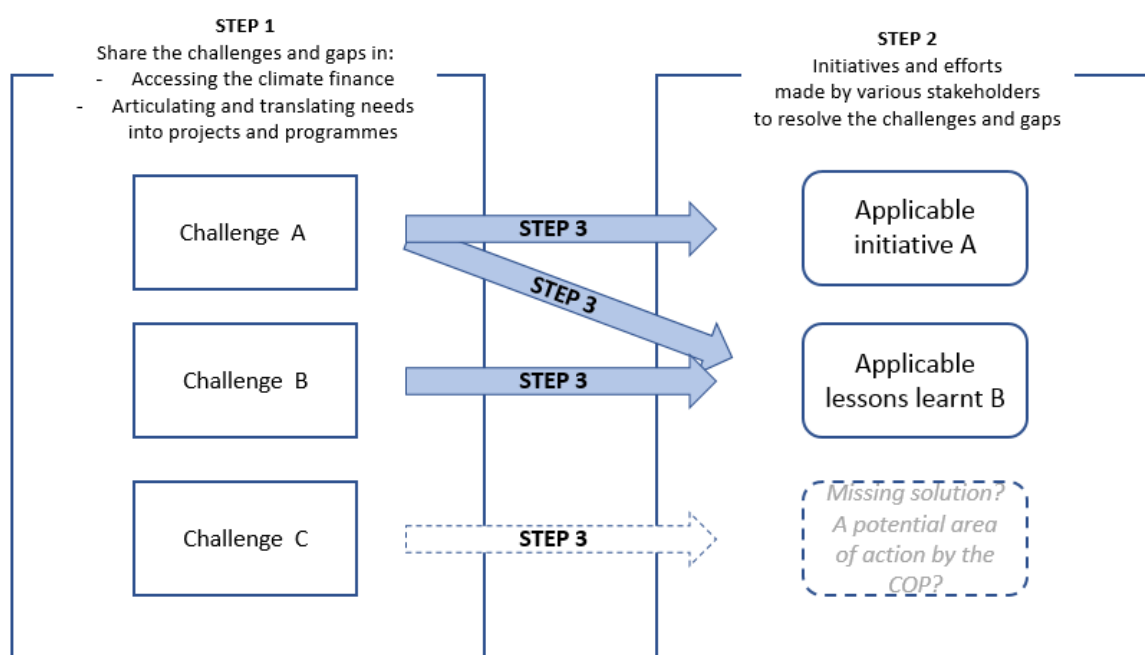 STEP 1
Share the challenges and gaps in:
- Accessing the climate finance
- Articulating and translating needs
into projects and programmes
STEP 2
Initiatives and efforts
made by various stakeholders
to resolve the challenges and gaps
Challenge A
STEP 3
Applicable
initiative A
STEP 3
Challenge B
STEP 3
Applicable
lessons learnt B
Challenge C
STEP 3
Missing solution?
A potential area
of action by the
COP?